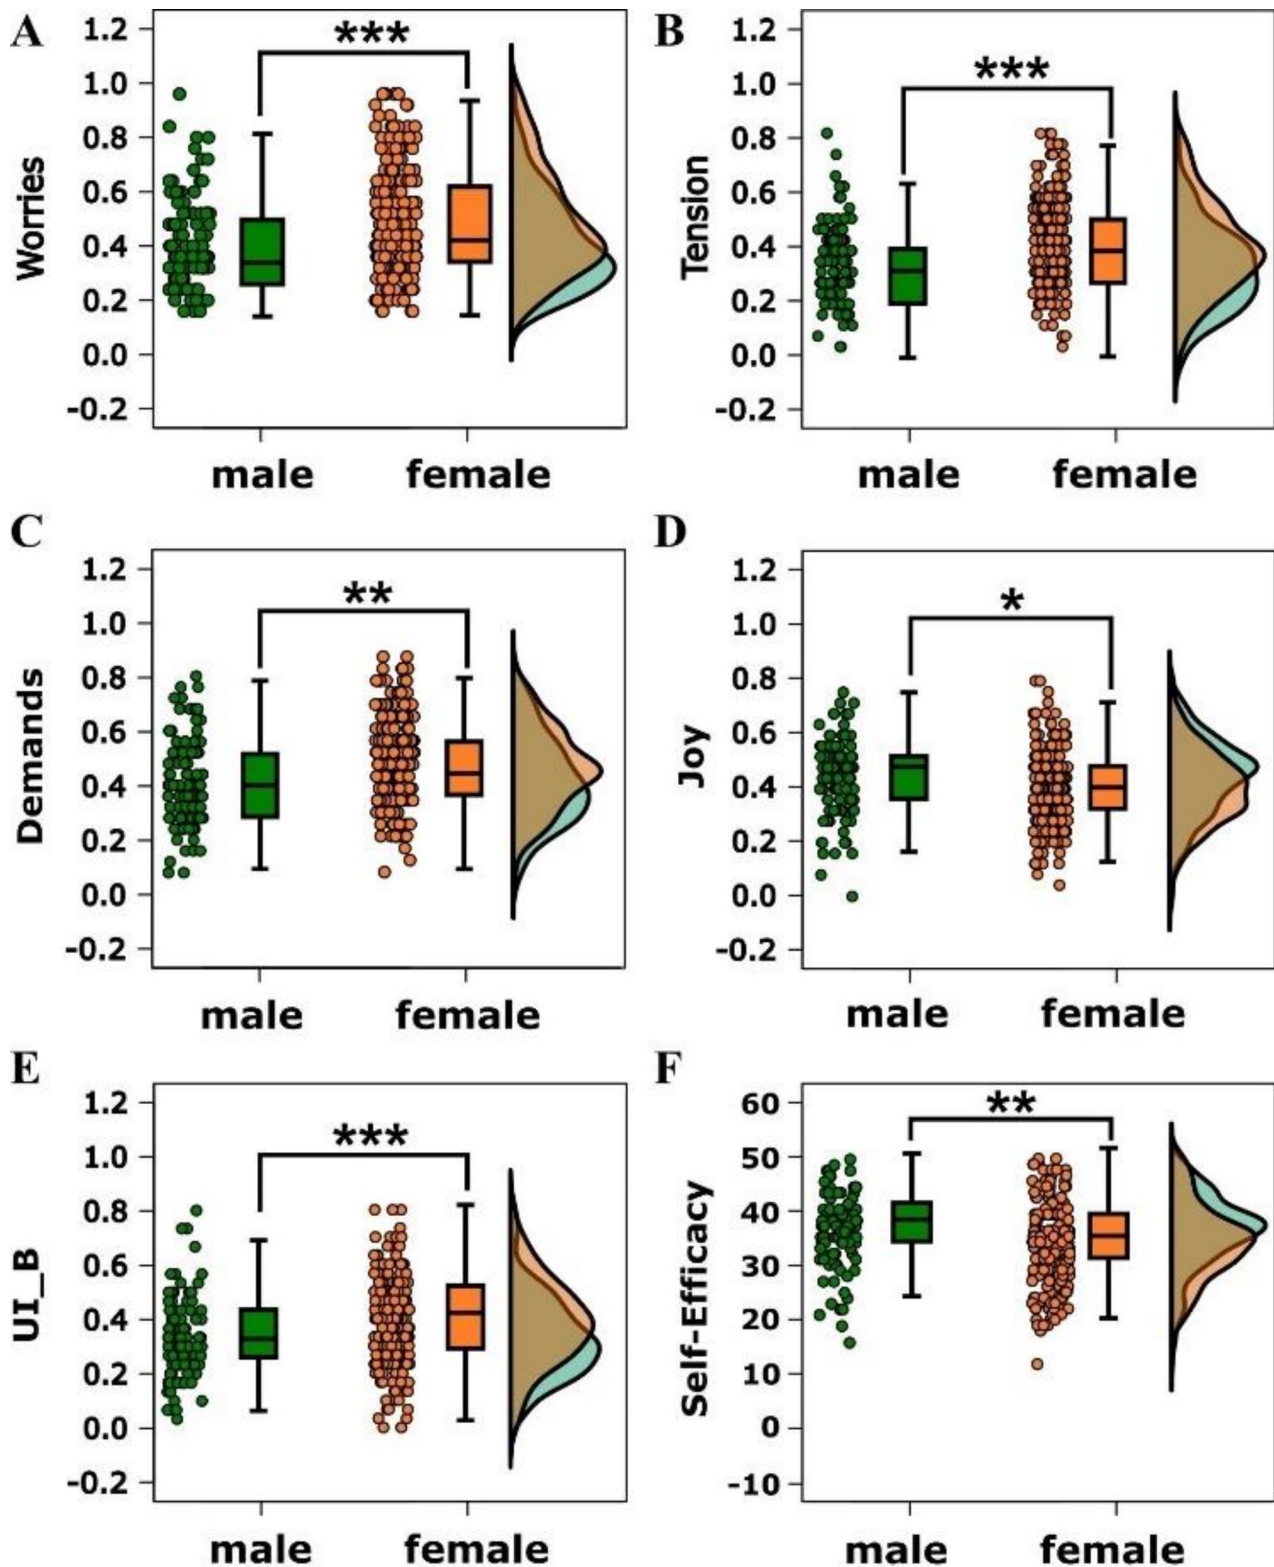 A
***
1.2
1.0
0.8
0.6
0.4
0.2
0.0
-0.2
Worries
male
female
B
***
1.2
1.0
0.8
0.6
0.4
0.2
0.0
-0.2
Tension
male
female
C
**
1.2
1.0
0.8
0.6
0.4
0.2
0.0
-0.2
Demands
male
female
D
*
1.2
1.0
0.8
0.6
0.4
0.2
0.0
-0.2
Joy
male
female
E
***
1.2
1.0
0.8
0.6
0.4
0.2
0.0
-0.2
UI_B
male
female
F
**
60
50
40
30
20
10
0
-10
Self-Efficacy
male
female